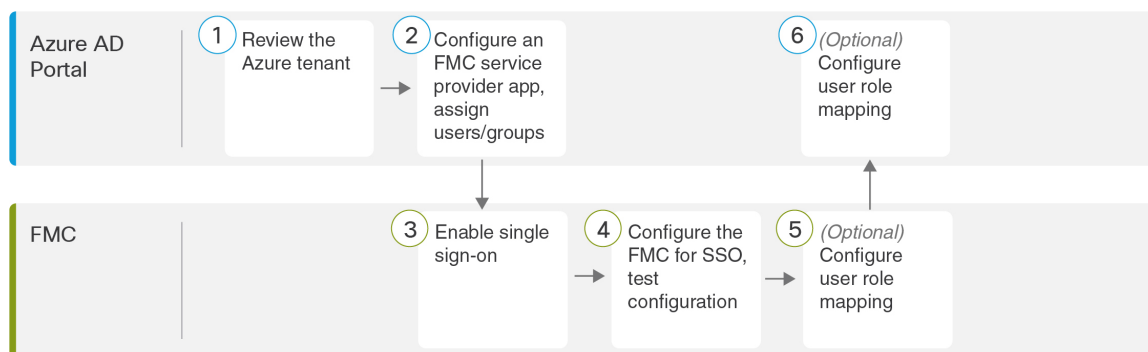 Azure AD
Portal
1
Review the
Azure tenant
2
Configure an
FMC service
provider app,
assign
users/groups
6
(Optional)
Configure
user role
mapping
FMC
3
Enable single
sign-on
4
Configure the
FMC for SSO,
test
configuration
5
(Optional)
Configure
user role
mapping